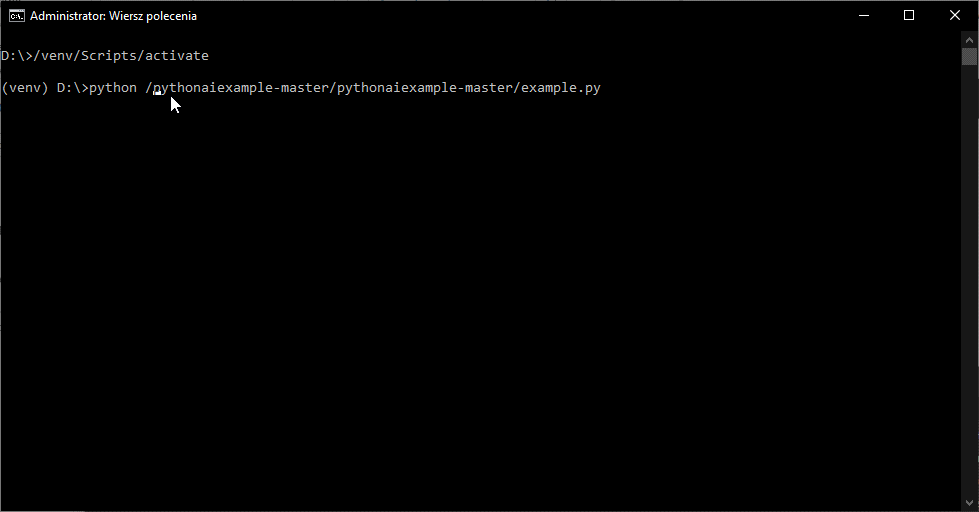 Administrator: Wiersz polecenia
D:\>/venv/Scripts/activate
(venv) D:\>python /pythonaiexample-master/pythonaiexample-master/example.py